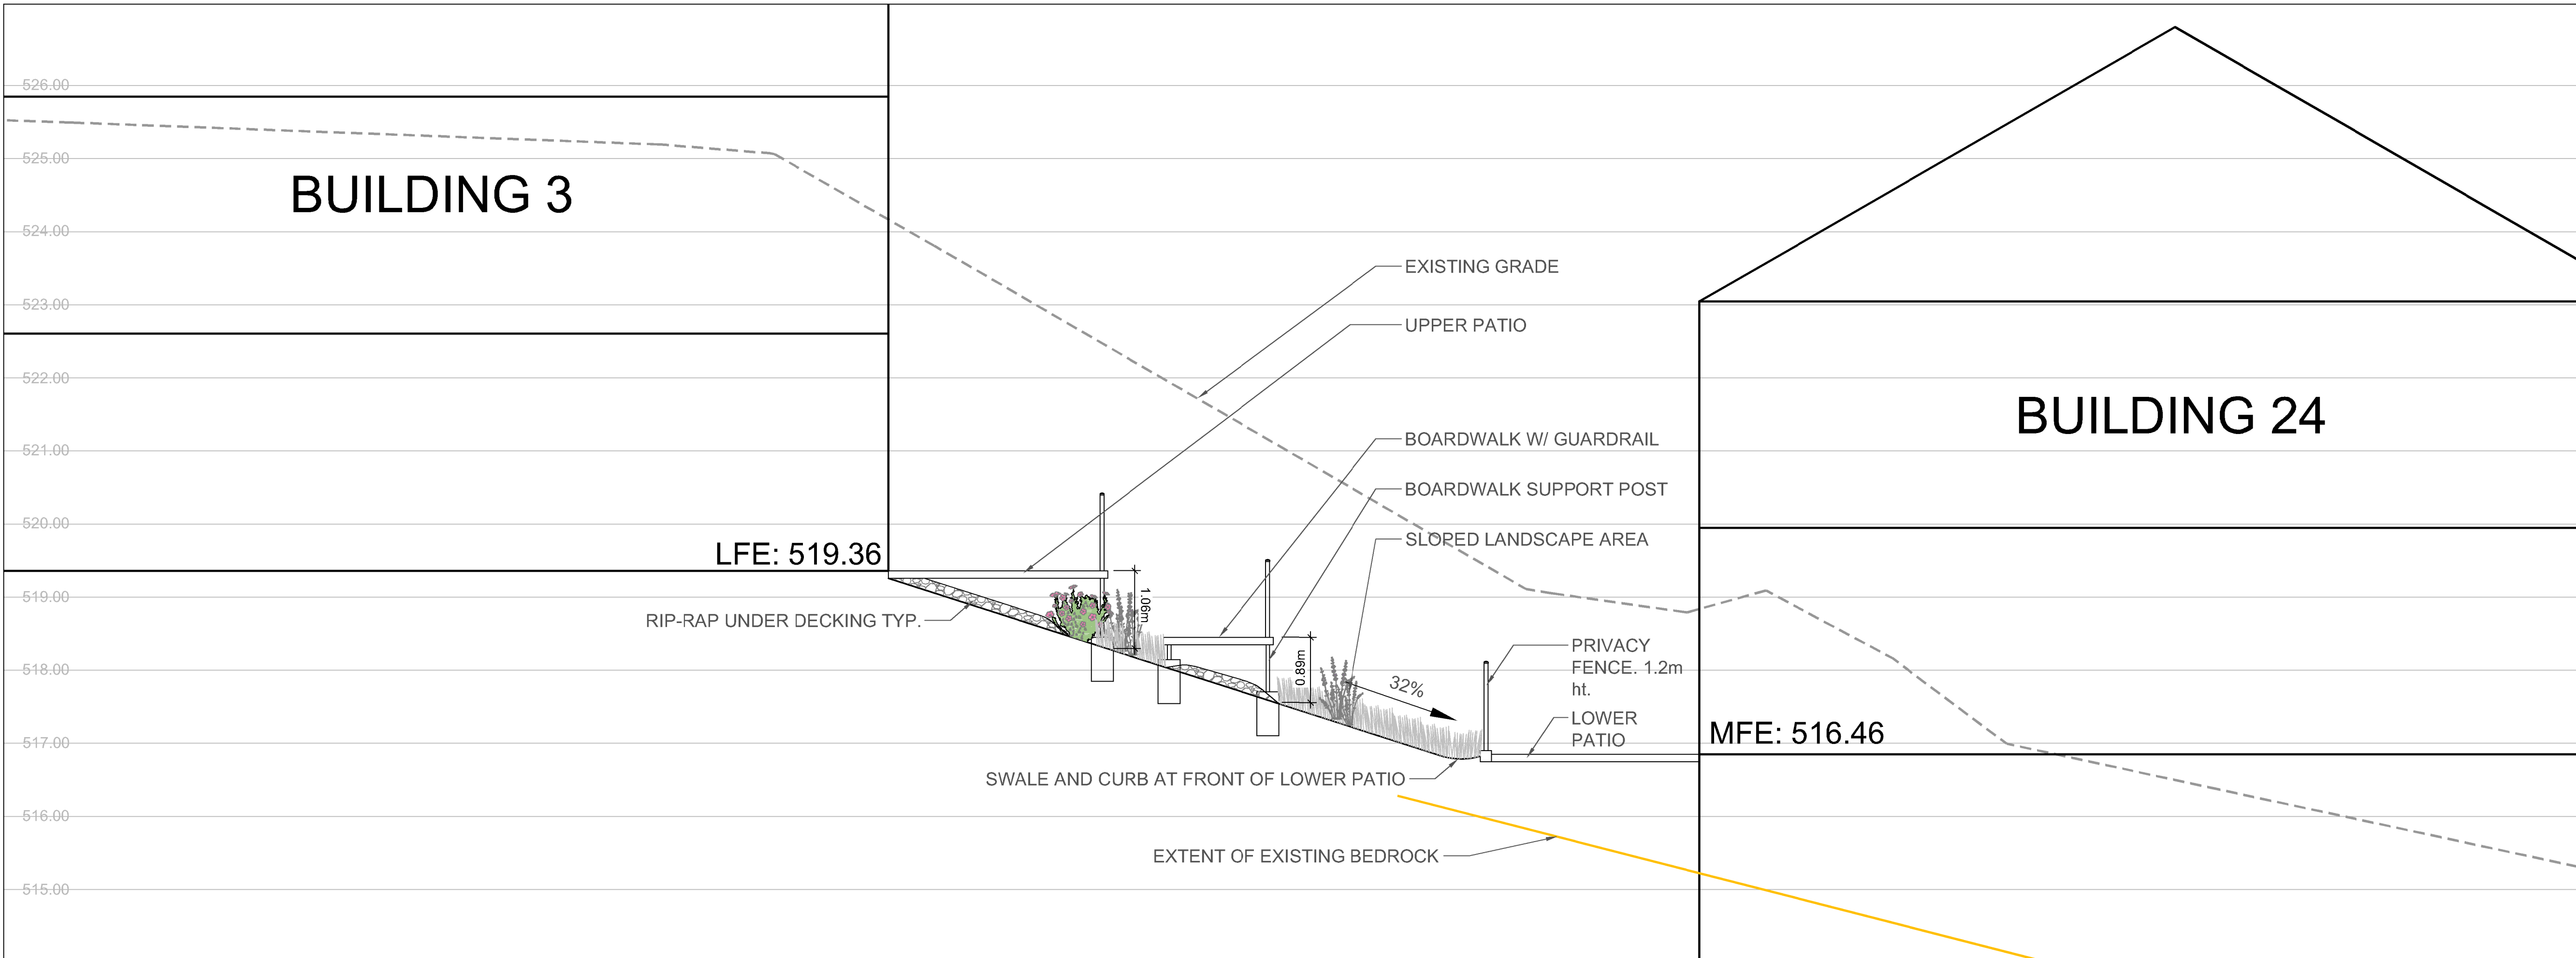 526.00
525.00
BUILDING 3
524.00
EXISTING GRADE
523.00
UPPER PATIO
522.00
BUILDING 24
521.00
BOARDWALK W/ GUARDRAIL
BOARDWALK SUPPORT POST
520.00
SLOPED LANDSCAPE AREA
LFE: 519.36
519.00
1.06m
RIP-RAP UNDER DECKING TYP.
518.00
0.89m
32%
PRIVACY
FENCE. 1.2m
ht.
LOWER
PATIO
517.00
MFE: 516.46
SWALE AND CURB AT FRONT OF LOWER PATIO
516.00
EXTENT OF EXISTING BEDROCK
515.00